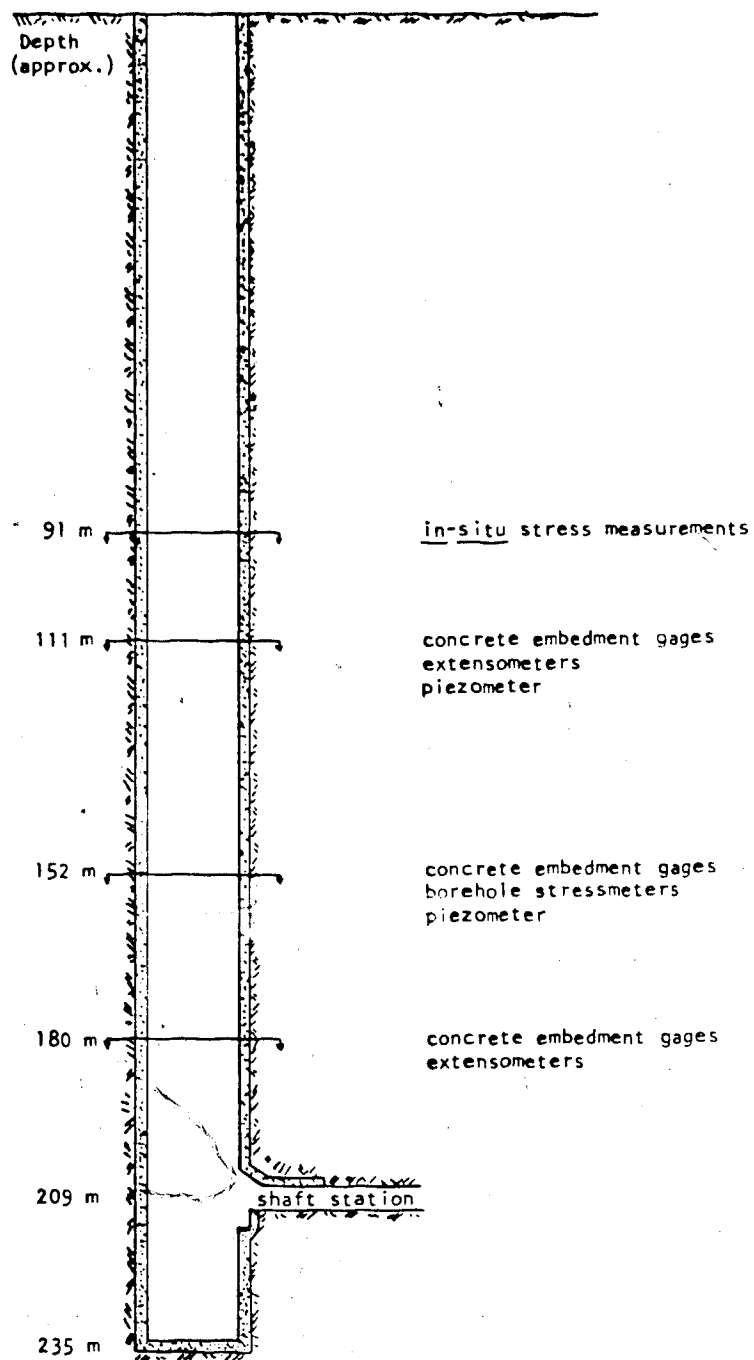 Depth
(approx.)
91 m
in-situ stress measurements
111 m
concrete embedment gages
extensometers
piezometer
152 m
concrete embedment gages
borehole stressmeters
piezometer
180 m
concrete embedment gages
extensometers
209 m
shaft station
235 m